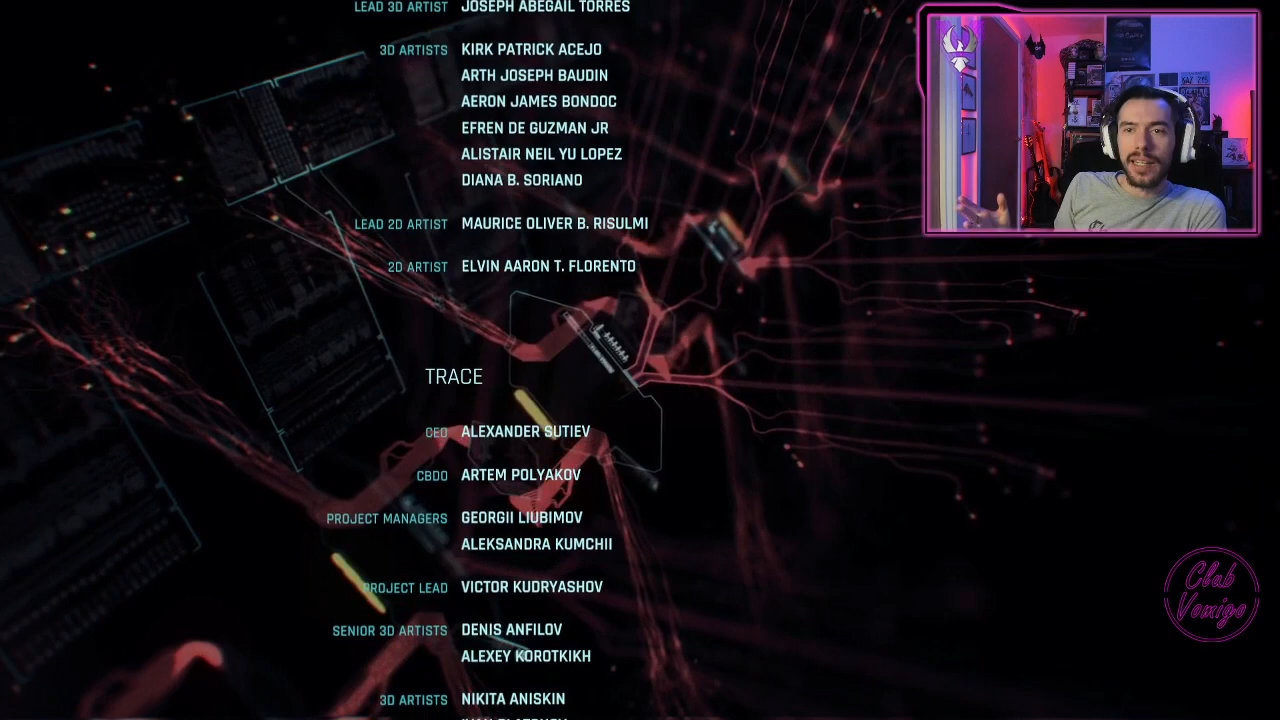 LEAD 3D ARTIST JOSEPH ABEGAIL TORRES
3D ARTISTS KIRK PATRICK ACEJO
ARTH JOSEPH BAUDIN
AERON JAMES BONDOC
EFREN DE GUZMAN JR
ALISTAIR NEIL YU LOPEZ
DIANA B. SORIANO
LEAD 2D ARTIST MAURICE OLIVER B. RISULMI
2D ARTIST ELVIN AARON T. FLORENTO
TRACE
CEO ALEXANDER SUTIEV
CBDO ARTEM POLYAKOV
PROJECT MANAGERS GEORGII LIUBIMOV
ALEKSANDRA KUMCHII
PROJECT LEAD VICTOR KUDRYASHOV
SENIOR 3D ARTISTS DENIS ANFILOV
ALEXEY KOROTKIKH
3D ARTISTS NIKITA ANISKIN
Club
Vomigo